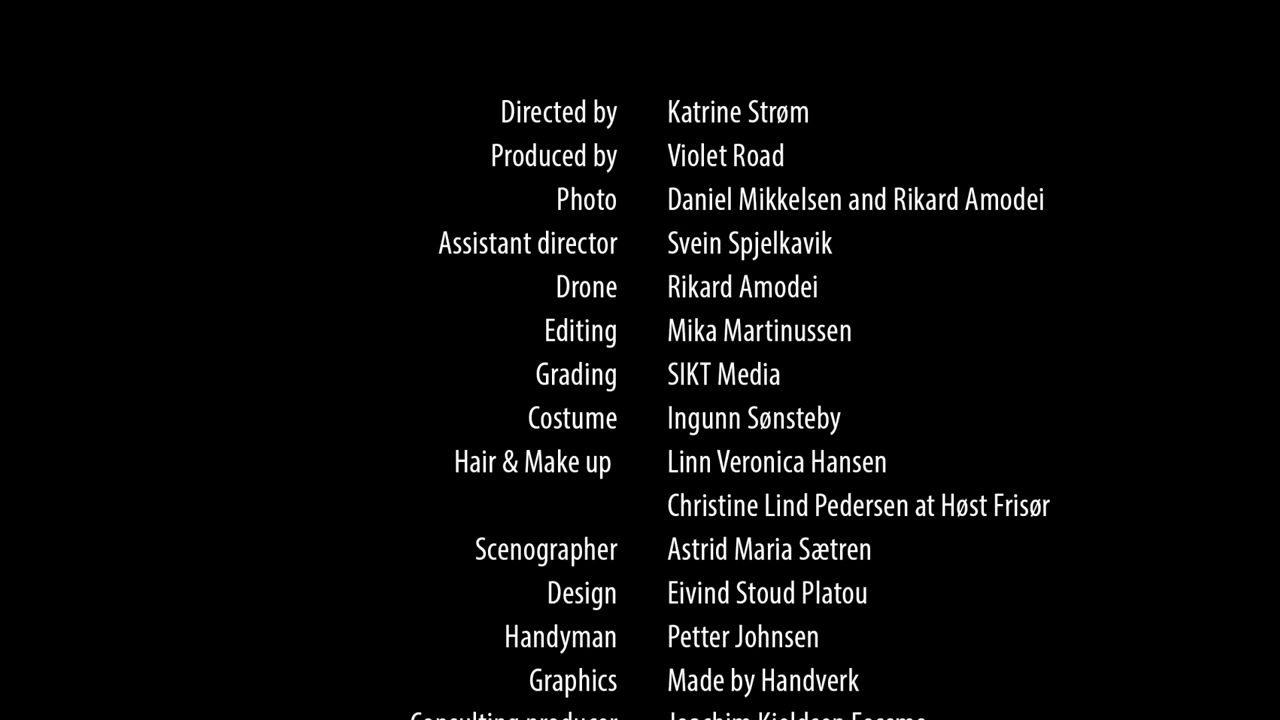 Directed by Katrine Strøm
Produced by Violet Road
Photo Daniel Mikkelsen and Rikard Amodei
Assistant director Svein Spjelkavik
Drone Rikard Amodei
Editing Mika Martinussen
Grading SIKT Media
Costume Ingunn Sønsteby
Hair & Make up Linn Veronica Hansen
Christine Lind Pedersen at Høst Frisør
Scenographer Astrid Maria Sætren
Design Eivind Stoud Platou
Handyman Petter Johnsen
Graphics Made by Handverk
Consulting producer Joachim